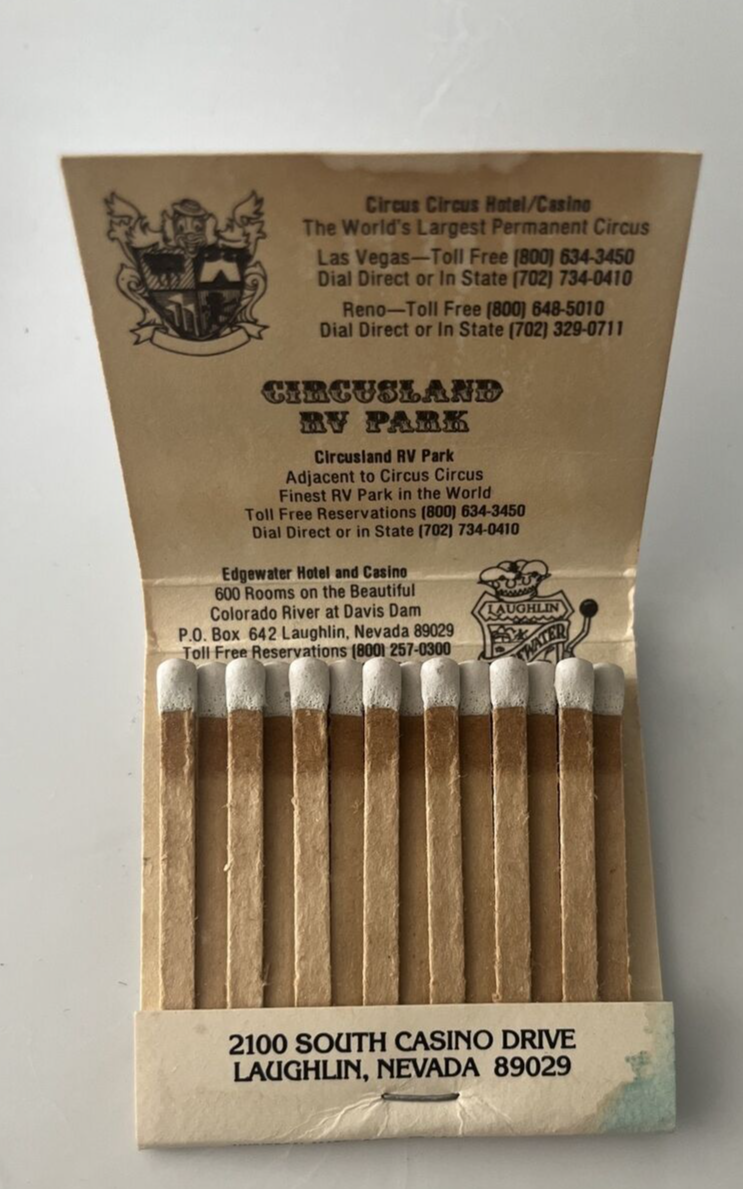 Circus Circus Hotel/Casino
The World's Largest Permanent Circus
Las Vegas—Toll Free (800) 634-3450
Dial Direct or In State (702) 734-0410
Reno—Toll Free (800) 648-5010
Dial Direct or In State (702) 329-0711
CIRCUSLAND
RV PARK
Circusland RV Park
Adjacent to Circus Circus
Finest RV Park in the World
Toll Free Reservations (800) 634-3450
Dial Direct or in State (702) 734-0410
Edgewater Hotel and Casino
600 Rooms on the Beautiful
Colorado River at Davis Dam
P.O. Box 642 Laughlin, Nevada 89029
Toll Free Reservations (800) 257-0300
LAUGHLIN
2100 SOUTH CASINO DRIVE
LAUGHLIN, NEVADA 89029